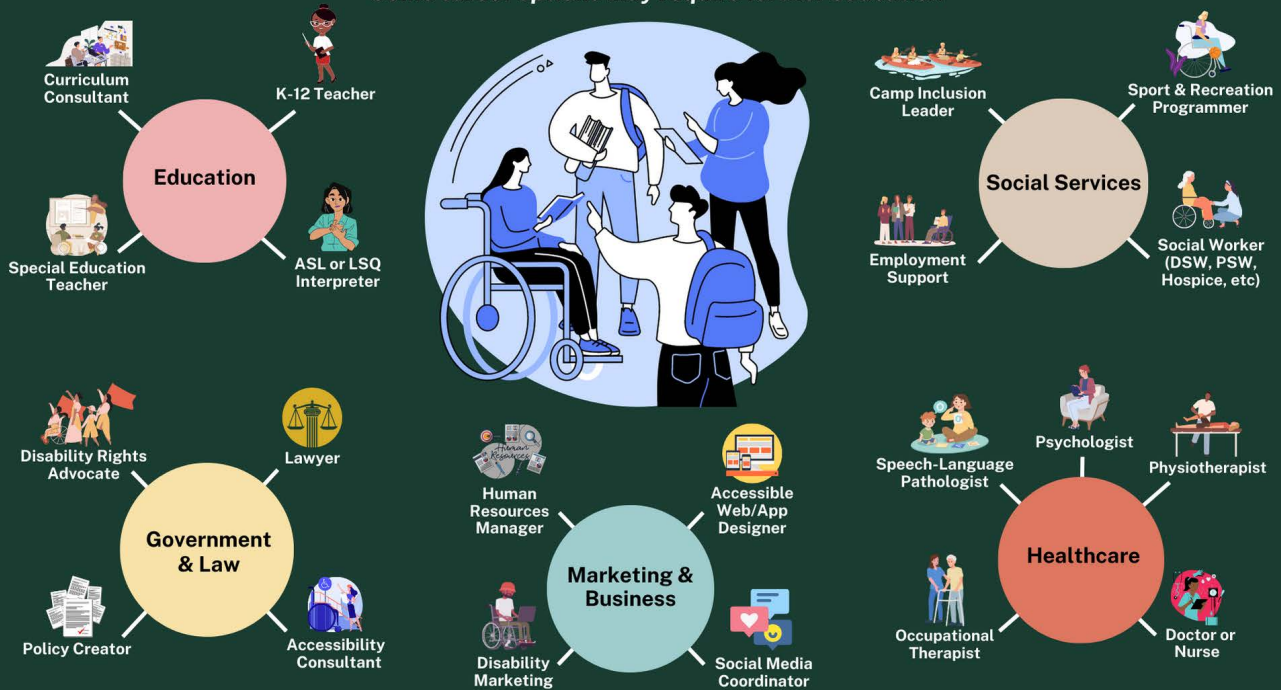 Curriculum
Consultant
K-12 Teacher
Education
Special Education
Teacher
ASL or LSQ
Interpreter
Camp Inclusion
Leader
Sport & Recreation
Programmer
Social Services
Employment
Support
Social Worker
(DSW, PSW,
Hospice, etc)
Disability Rights
Advocate
Lawyer
Government
& Law
Policy Creator
Accessibility
Consultant
Human
Resources
Human
Resources
Manager
Accessible
Web/App
Designer
Marketing &
Business
Disability
Marketing
Social Media
Coordinator
Speech-Language
Pathologist
Psychologist
Physiotherapist
Healthcare
Occupational
Therapist
Doctor or
Nurse